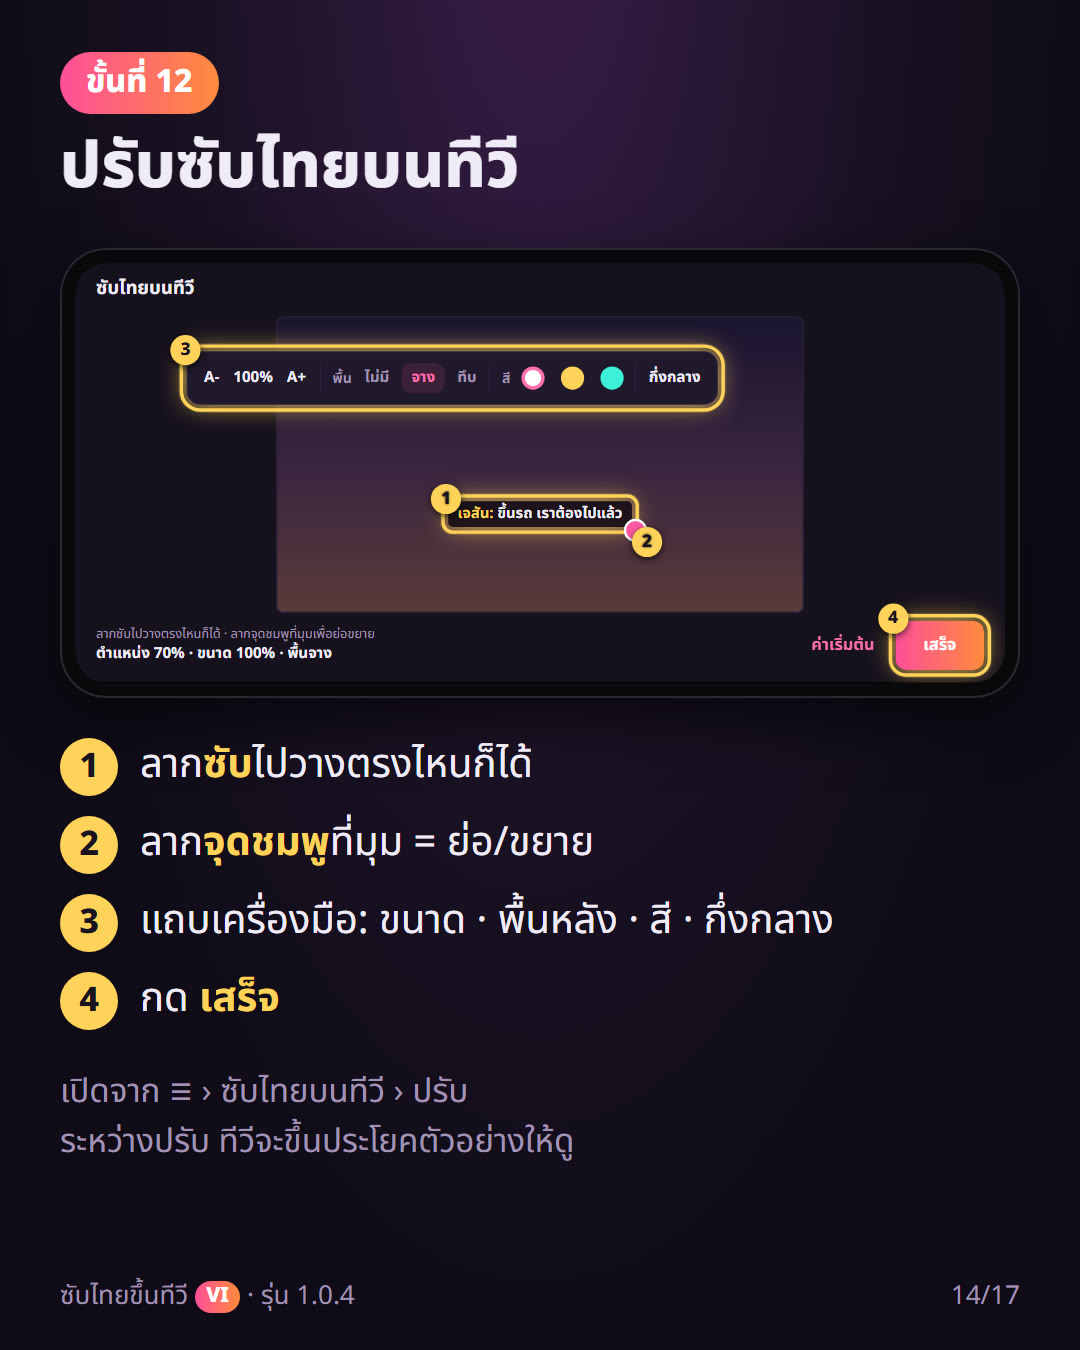 ขั้นที่ 12
ปรับซับไทยบนทีวี
ซับไทยบนทีวี
3
A- 100% A+ พื้น ไม่มี จาง ทึบ สี กึ่งกลาง
1
เจสัน: ขึ้นรถ เราต้องไปแล้ว
2
ลากซับไปวางตรงไหนก็ได้ · ลากจุดชมพูที่มุมเพื่อย่อขยาย
ตำแหน่ง 70% · ขนาด 100% · พื้นจาง
ค่าเริ่มต้น
4
เสร็จ
1 ลากซับไปวางตรงไหนก็ได้
2 ลากจุดชมพูที่มุม = ย่อ/ขยาย
3 แถบเครื่องมือ: ขนาด · พื้นหลัง · สี · กึ่งกลาง
4 กด เสร็จ
เปิดจาก ≡ › ซับไทยบนทีวี › ปรับ
ระหว่างปรับ ทีวีจะขึ้นประโยคตัวอย่างให้ดู
ซับไทยขึ้นทีวี VI · รุ่น 1.0.4
14/17